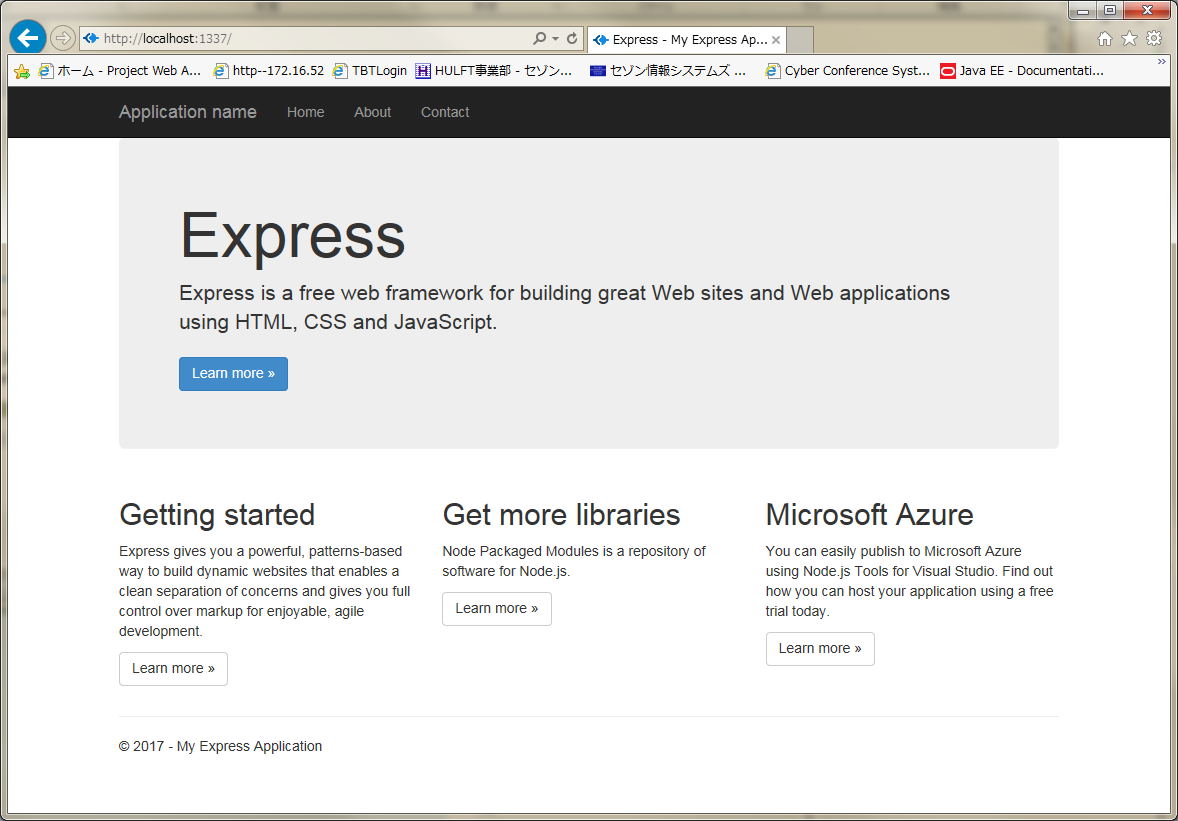 http://localhost:1337/
Express - My Express Ap...
ホーム - Project Web A...
http--172.16.52
TBTLogin
HULFT事業部 - セゾン...
セゾン情報システムズ ...
Cyber Conference Syst...
Java EE - Documentati...
Application name
Home
About
Contact
Express
Express is a free web framework for building great Web sites and Web applications
using HTML, CSS and JavaScript.
Learn more »
Getting started
Express gives you a powerful, patterns-based
way to build dynamic websites that enables a
clean separation of concerns and gives you full
control over markup for enjoyable, agile
development.
Learn more »
Get more libraries
Node Packaged Modules is a repository of
software for Node.js.
Learn more »
Microsoft Azure
You can easily publish to Microsoft Azure
using Node.js Tools for Visual Studio. Find out
how you can host your application using a free
trial today.
Learn more »
© 2017 - My Express Application